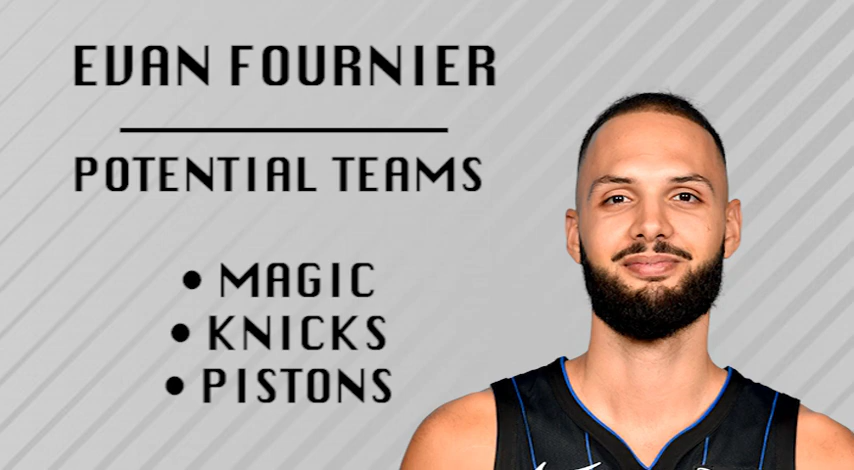 EVAN FOURNIER
POTENTIAL TEAMS
• MAGIC
• KNICKS
• PISTONS